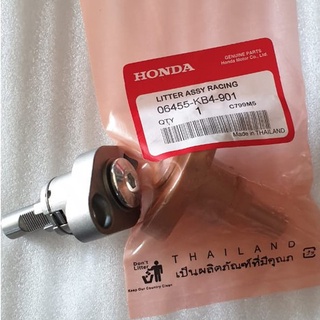 HONDA
GENUINE PARTS
Honda Motor Co., Ltd.
LITTER ASSY RACING
06455-KB4-901
QTY 1 C799MS
Made in THAILAND
Don't
Litter
Keep Our Country Clean
THAILAND
เป็นผลิตภัณฑ์ที่มีคุณภ